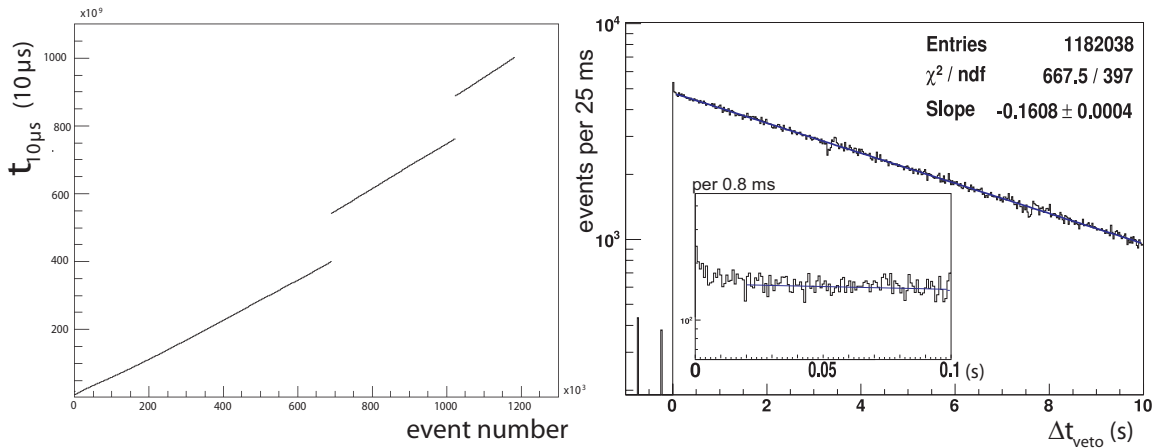 x10⁹
t10µs (10 µs)
1000
800
600
400
200
0
0 200 400 600 800 1000 1200
x10³
event number
events per 25 ms
10⁴
10³
Entries 1182038
χ² / ndf 667.5 / 397
Slope -0.1608 ± 0.0004
per 0.8 ms
10²
0 0.05 0.1 (s)
0 2 4 6 8 10
Δtveto (s)